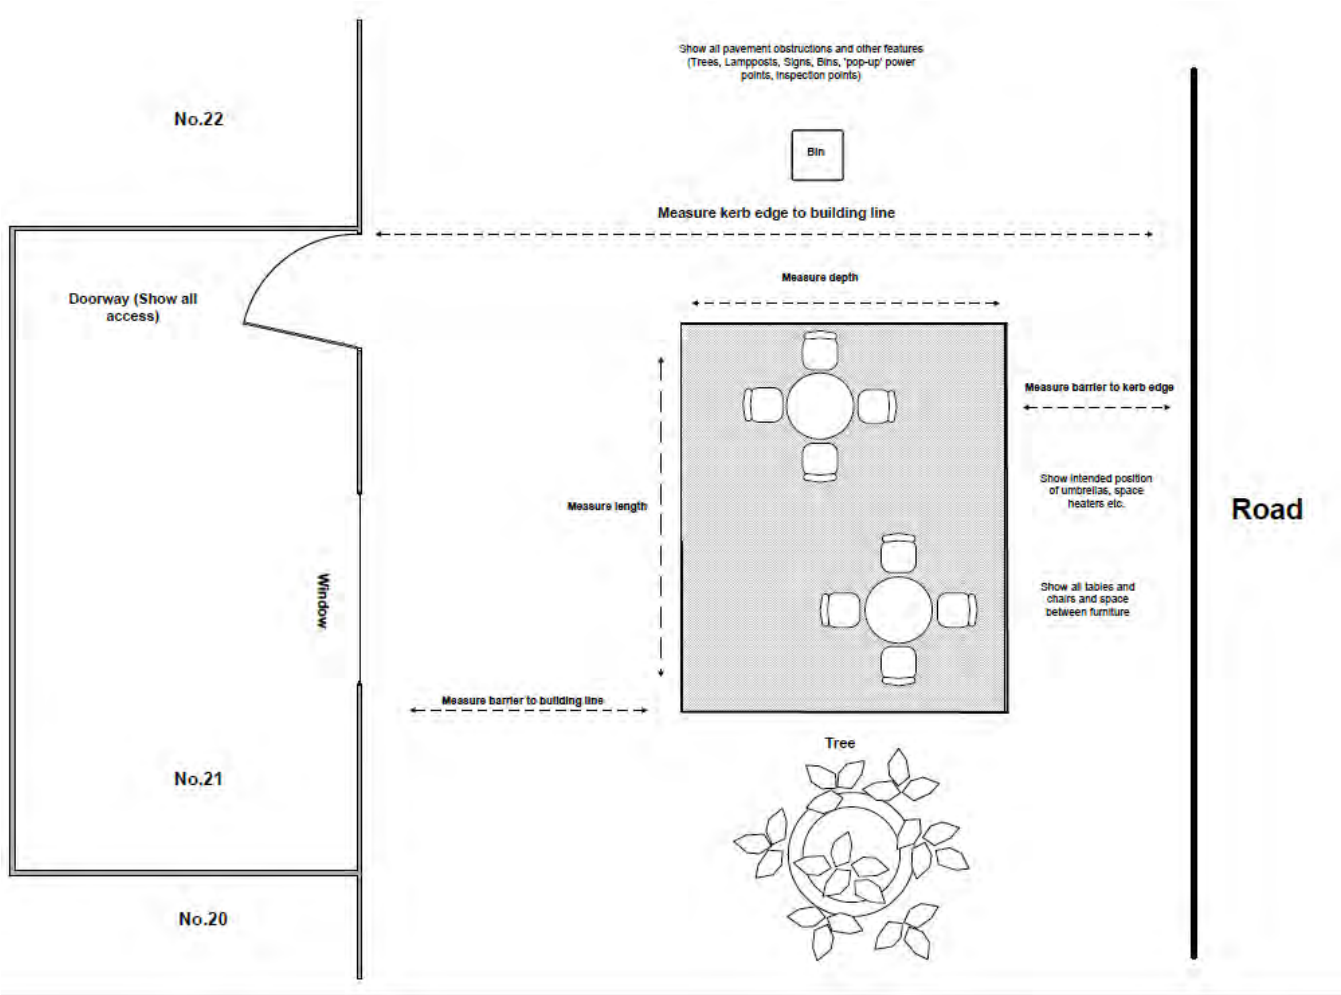 Show all pavement obstructions and other features
(Trees, Lampposts, Signs, Bins, 'pop-up' power
points, inspection points)
No.22
Bin
Measure kerb edge to building line
Measure depth
Doorway (Show all
access)
Measure barrier to kerb edge
Show intended position
of umbrellas, space
heaters etc.
Measure length
Road
Window
Show all tables and
chairs and space
between furniture
Measure barrier to building line
Tree
No.21
No.20